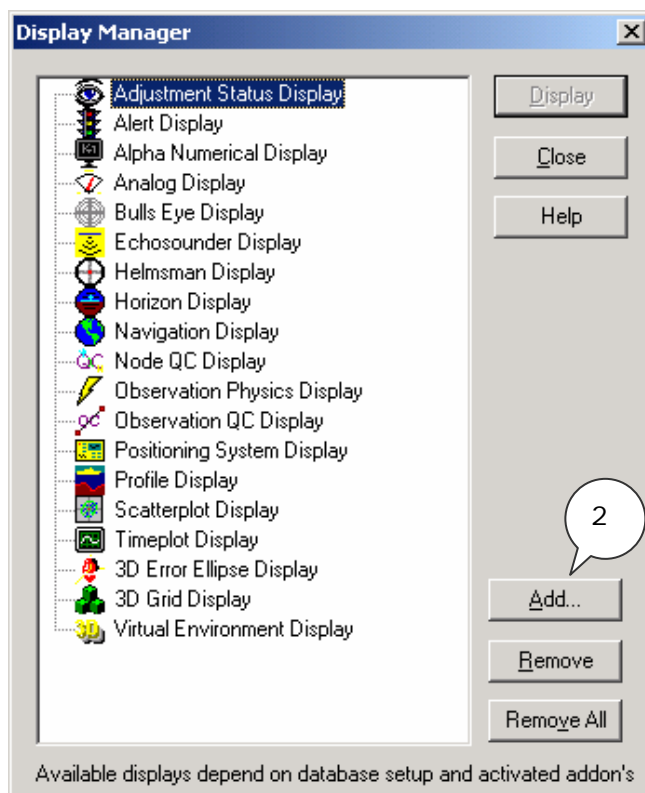 Display Manager
Adjustment Status Display
Alert Display
Alpha Numerical Display
Analog Display
Bulls Eye Display
Echosounder Display
Helmsman Display
Horizon Display
Navigation Display
QC Node QC Display
Observation Physics Display
QC Observation QC Display
Positioning System Display
Profile Display
Scatterplot Display
Timeplot Display
3D Error Ellipse Display
3D Grid Display
3D Virtual Environment Display
Display
Close
Help
2
Add...
Remove
Remove All
Available displays depend on database setup and activated addon's